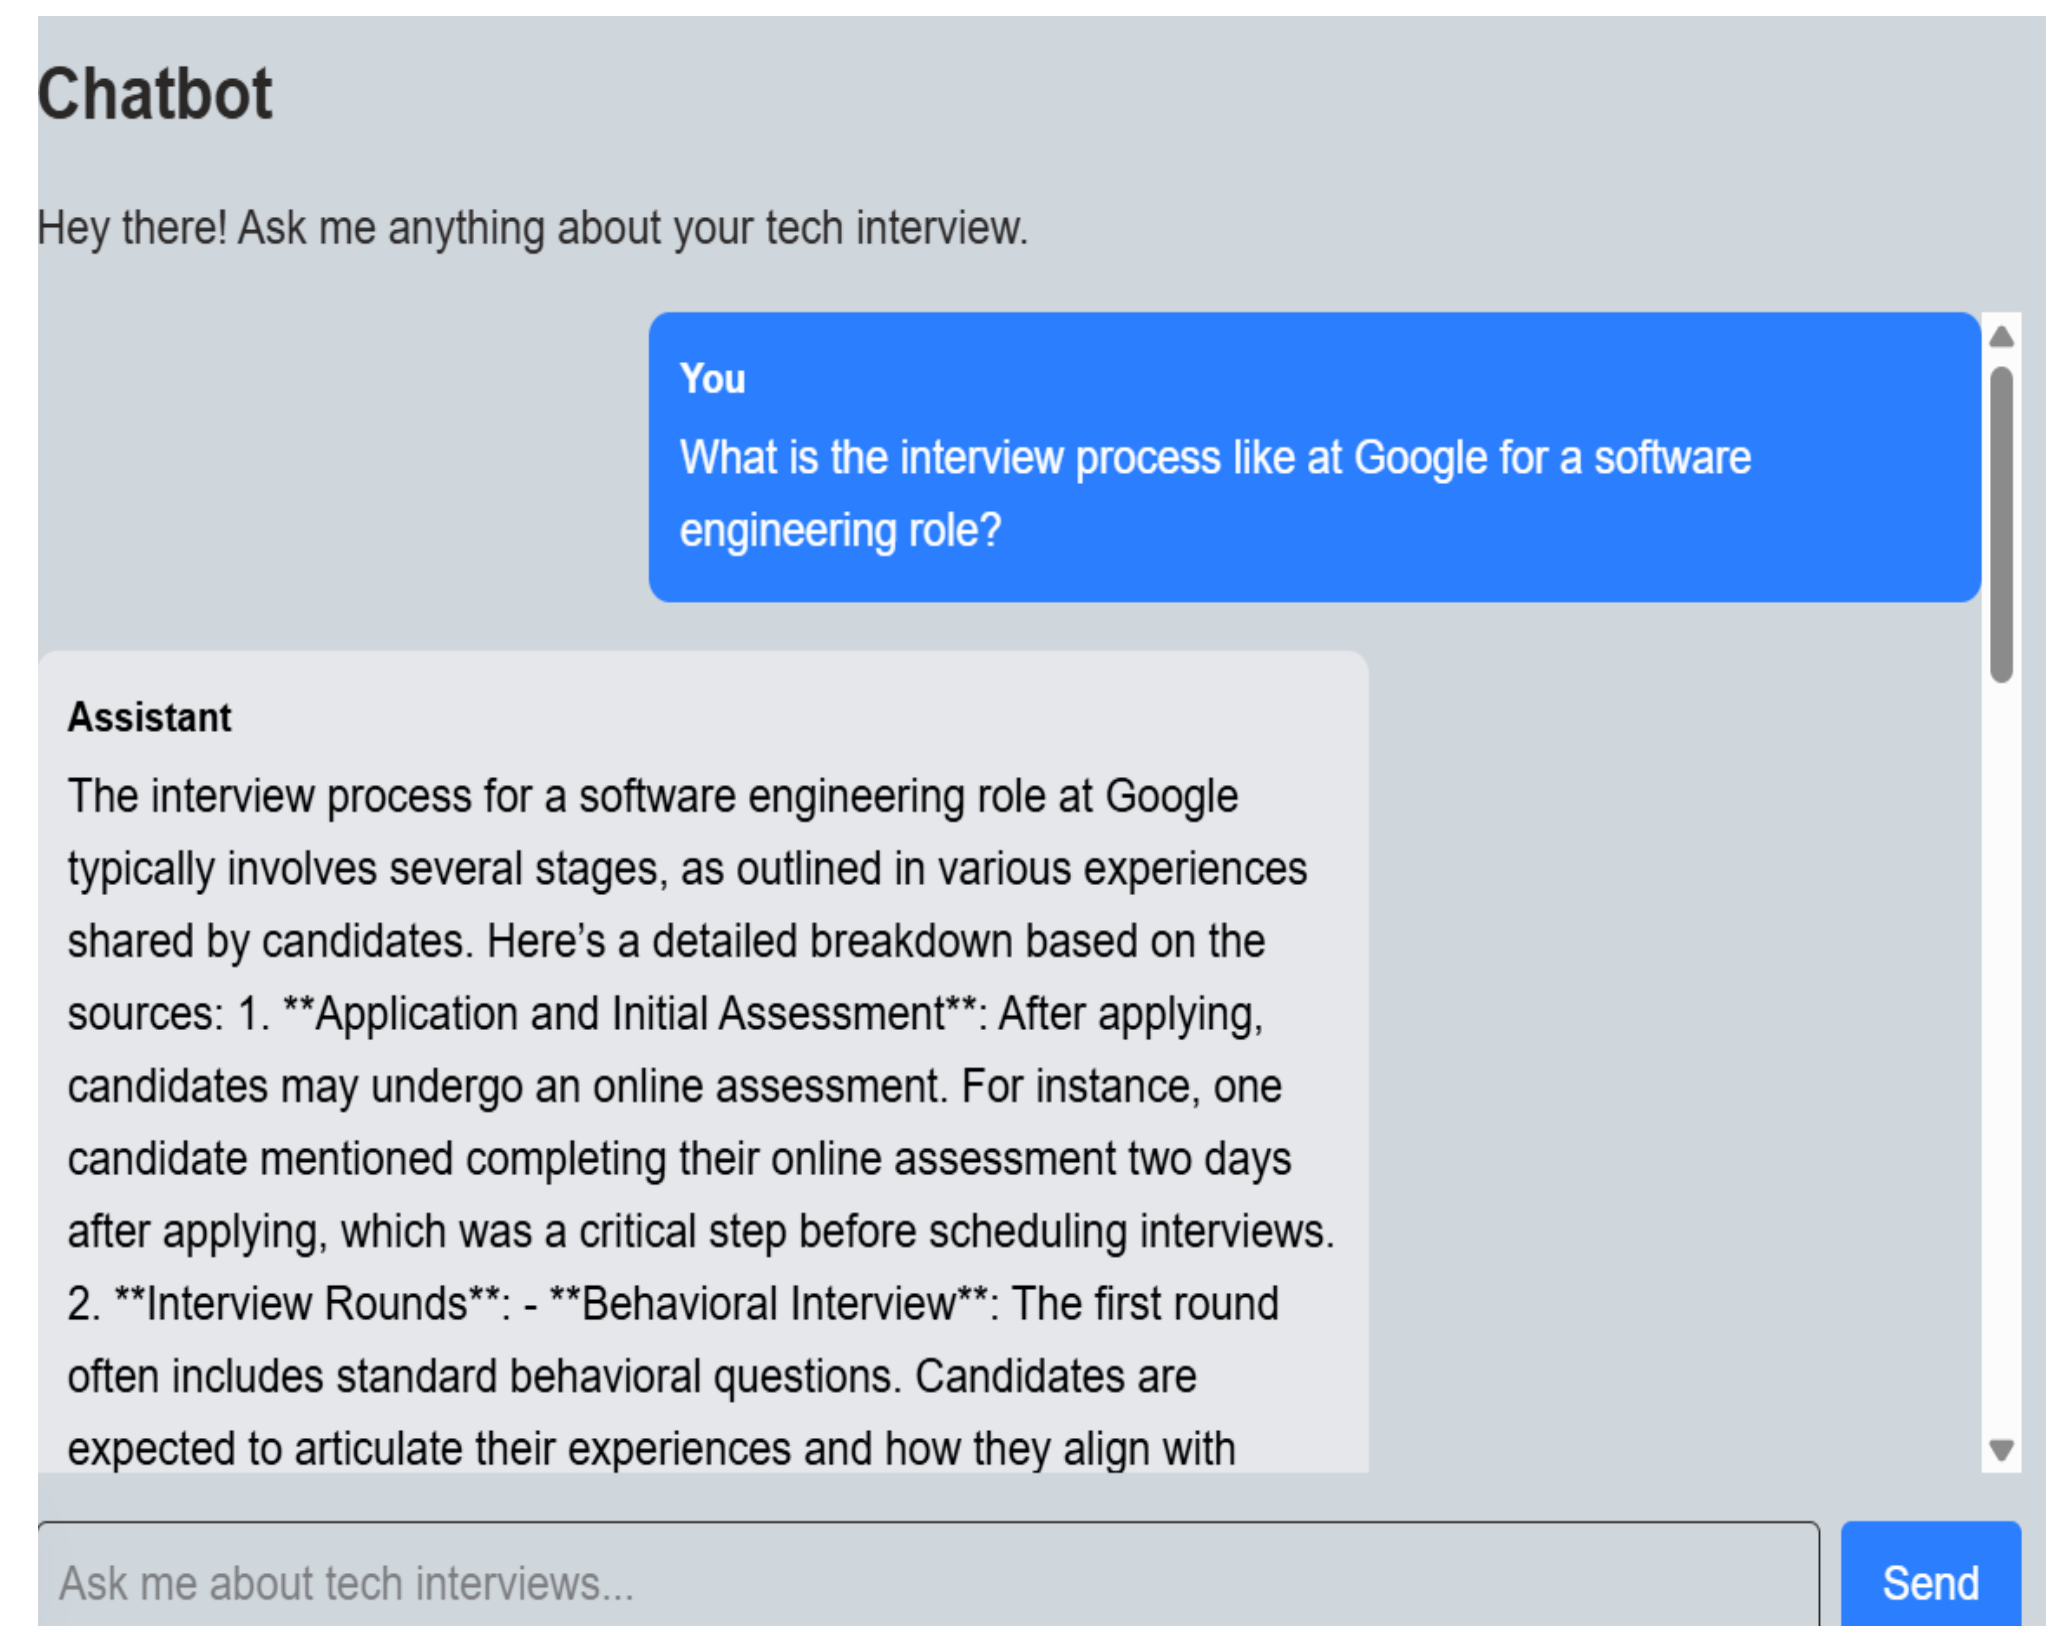 Chatbot
Hey there! Ask me anything about your tech interview.
You
What is the interview process like at Google for a software
engineering role?
Assistant
The interview process for a software engineering role at Google
typically involves several stages, as outlined in various experiences
shared by candidates. Here’s a detailed breakdown based on the
sources: 1. **Application and Initial Assessment**: After applying,
candidates may undergo an online assessment. For instance, one
candidate mentioned completing their online assessment two days
after applying, which was a critical step before scheduling interviews.
2. **Interview Rounds**: - **Behavioral Interview**: The first round
often includes standard behavioral questions. Candidates are
expected to articulate their experiences and how they align with
Ask me about tech interviews...
Send